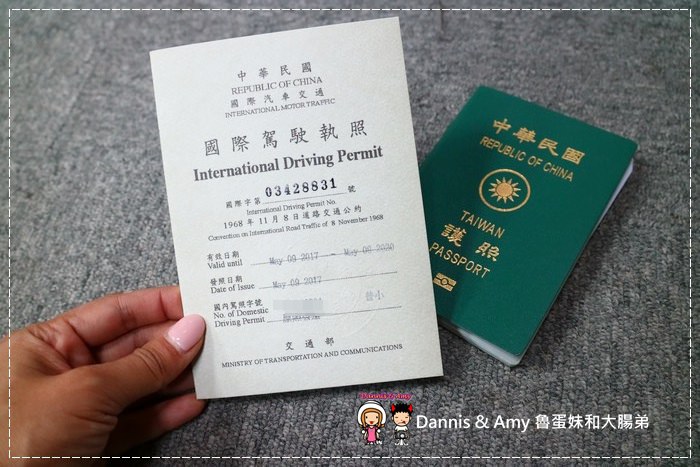 中華民國
REPUBLIC OF CHINA
國際汽車交通
INTERNATIONAL MOTOR TRAFFIC
國際駕駛執照
International Driving Permit
國際字第 03428831 號
International Driving Permit No.
1968 年 11 月 8 日道路交通公約
Convention on International Road Traffic of 8 November 1968
有效日期
Valid until May 09 2017 — May 08 2020
發照日期
Date of Issue May 09 2017
國內駕照字號
No. of Domestic
Driving Permit 普小
交通部
MINISTRY OF TRANSPORTATION AND COMMUNICATIONS
中華民國
REPUBLIC OF CHINA
TAIWAN
護照
PASSPORT
Dannis & Amy 魯蛋妹和大腸弟